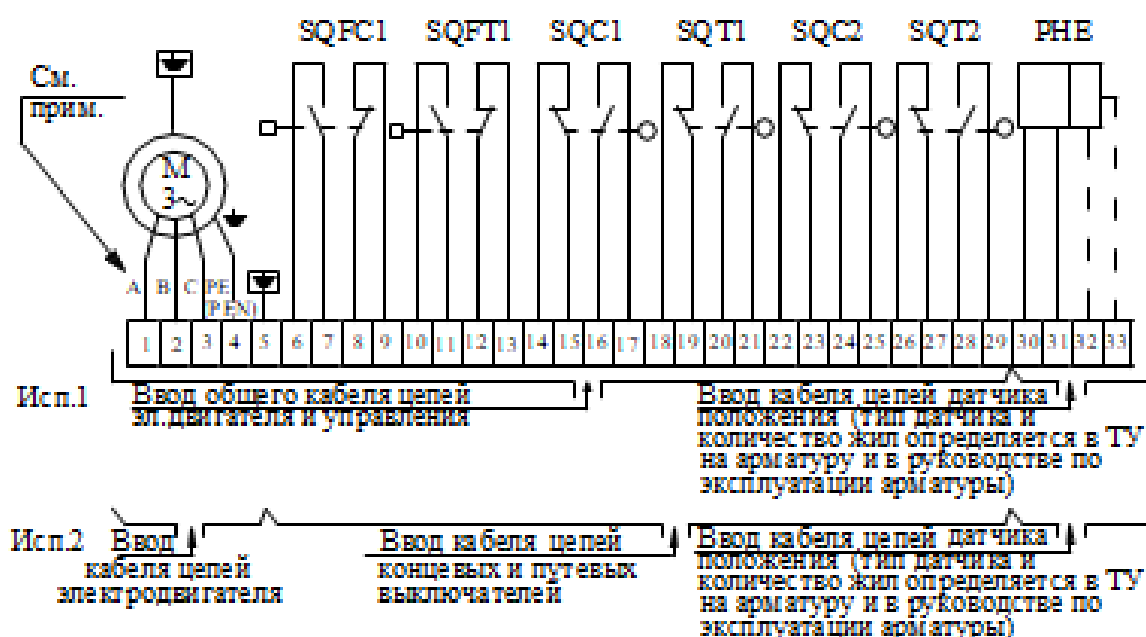 SQFC1 SQFT1 SQC1 SQT1 SQC2 SQT2 PHE
См.
прим.
М
3~
А В С PE
(PEN)
1 2 3 4 5 6 7 8 9 10 11 12 13 14 15 16 17 18 19 20 21 22 23 24 25 26 27 28 29 30 31 32 33
Исп.1
Ввод общего кабеля цепей
эл.двигателя и управления
Ввод кабеля цепей датчика
положения (тип датчика и
количество жил определяется в ТУ
на арматуру и в руководстве по
эксплуатации арматуры)
Исп.2
Ввод
кабеля цепей
электродвигателя
Ввод кабеля цепей
концевых и путевых
выключателей
Ввод кабеля цепей датчика
положения (тип датчика и
количество жил определяется в ТУ
на арматуру и в руководстве по
эксплуатации арматуры)